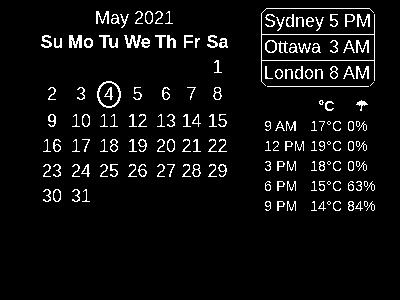 May 2021
Su Mo Tu We Th Fr Sa
1
2 3 4 5 6 7 8
9 10 11 12 13 14 15
16 17 18 19 20 21 22
23 24 25 26 27 28 29
30 31
Sydney 5 PM
Ottawa 3 AM
London 8 AM
°C
9 AM 17°C 0%
12 PM 19°C 0%
3 PM 18°C 0%
6 PM 15°C 63%
9 PM 14°C 84%